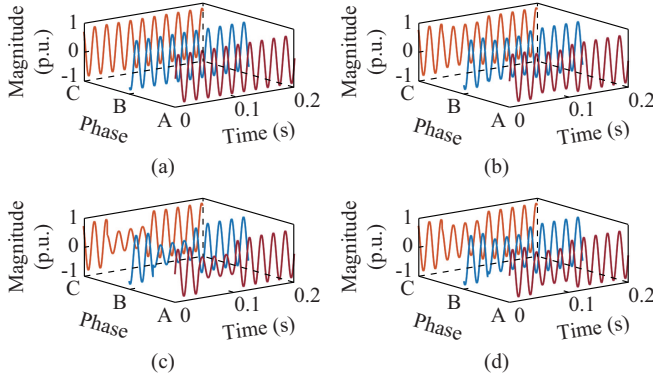 Magnitude
(p.u.)
1
0
-1
C
B
A
Phase
0
0.1
0.2
Time (s)
(a)
Magnitude
(p.u.)
1
0
-1
C
B
A
Phase
0
0.1
0.2
Time (s)
(b)
Magnitude
(p.u.)
1
0
-1
C
B
A
Phase
0
0.1
0.2
Time (s)
(c)
Magnitude
(p.u.)
1
0
-1
C
B
A
Phase
0
0.1
0.2
Time (s)
(d)